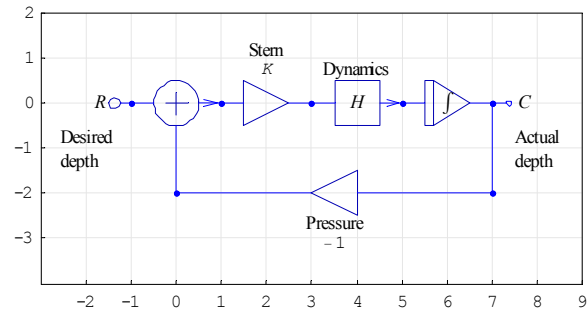 2
Stern
K
Dynamics
1
R
+
H
∫
C
0
Desired
depth
Actual
depth
-1
-2
Pressure
-1
-3
-2 -1 0 1 2 3 4 5 6 7 8 9